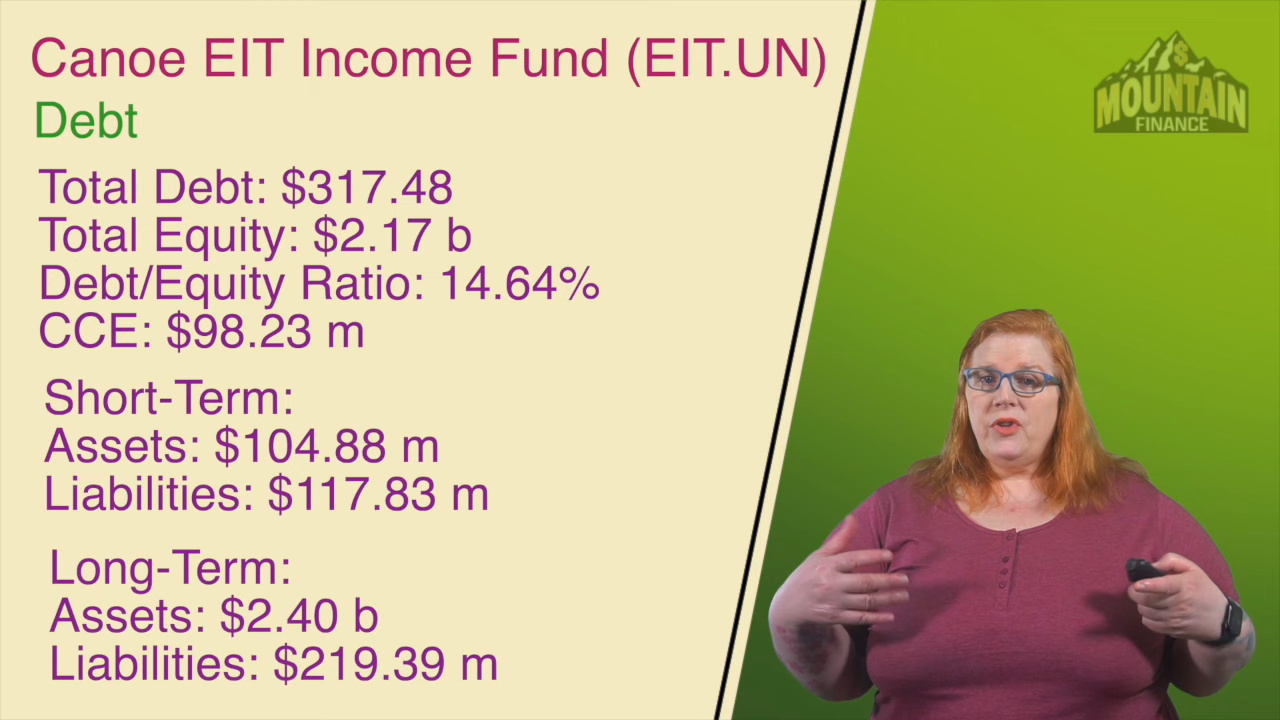 Canoe EIT Income Fund (EIT.UN)
Debt
Total Debt: $317.48
Total Equity: $2.17 b
Debt/Equity Ratio: 14.64%
CCE: $98.23 m
Short-Term:
Assets: $104.88 m
Liabilities: $117.83 m
Long-Term:
Assets: $2.40 b
Liabilities: $219.39 m
$
MOUNTAIN
FINANCE